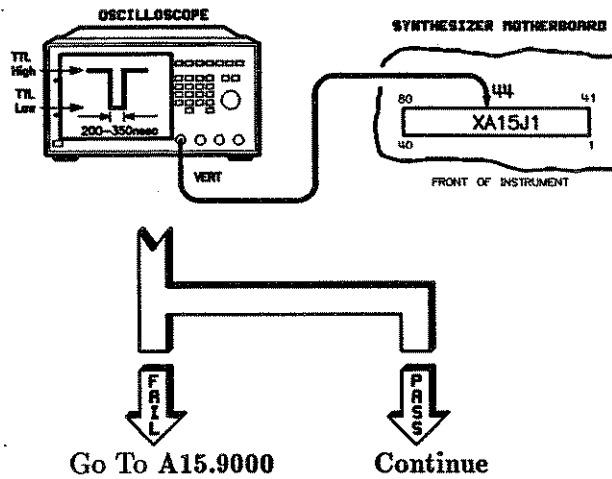 OSCILLOSCOPE
SYNTHESIZER MOTHERBOARD
TTL
High
TTL
Low
200-350nsec
VERT
44
80
41
XA15J1
40
1
FRONT OF INSTRUMENT
FAIL
PASS
Go To A15.9000
Continue